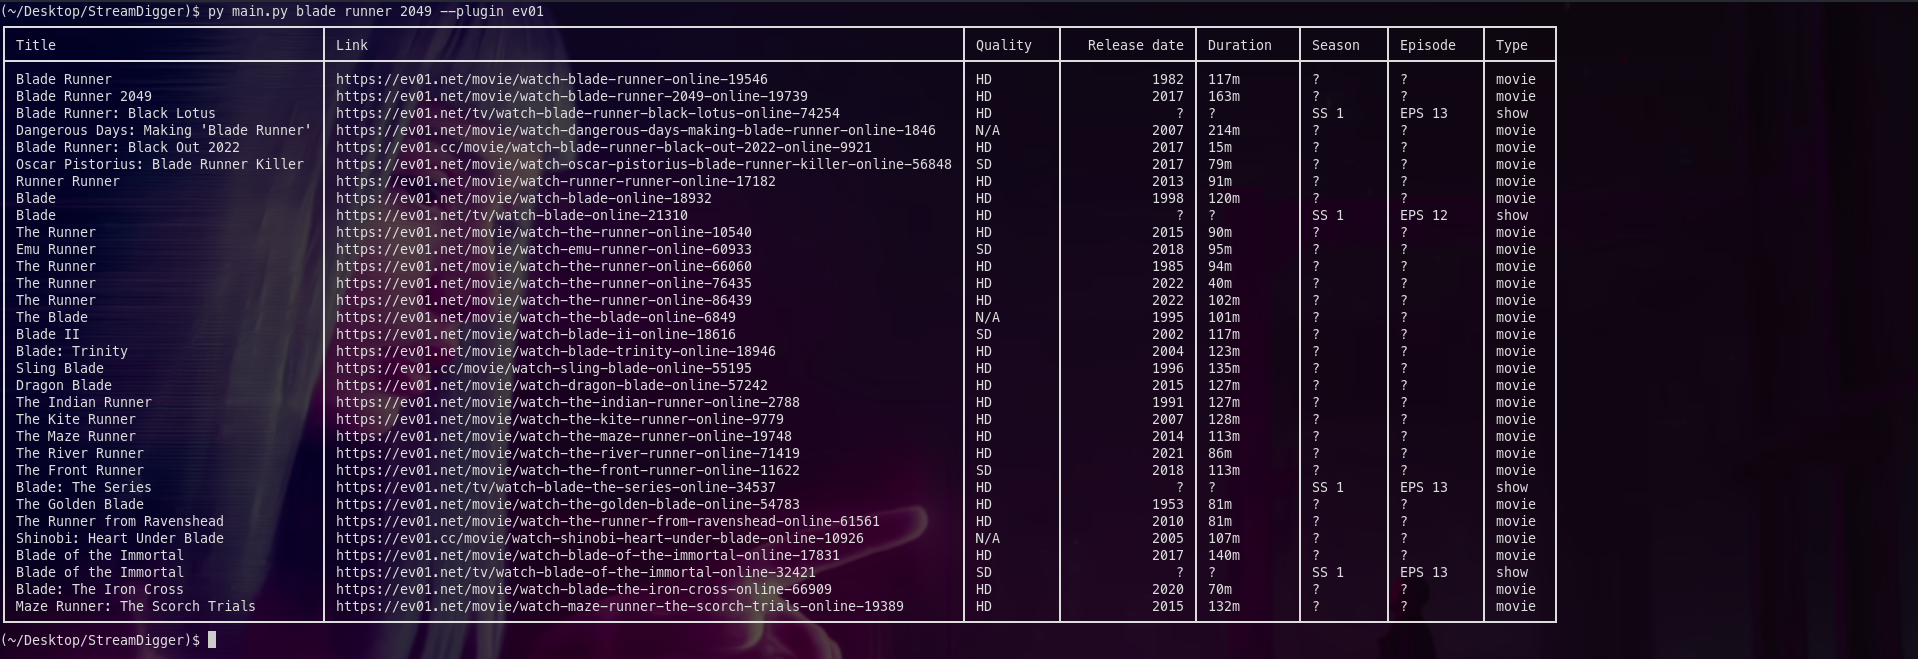 (~/Desktop/StreamDigger)$ py main.py blade runner 2049 --plugin ev01
Title Link Quality Release date Duration Season Episode Type
Blade Runner https://ev01.net/movie/watch-blade-runner-online-19546 HD 1982 117m ? ? movie
Blade Runner 2049 https://ev01.net/movie/watch-blade-runner-2049-online-19739 HD 2017 163m ? ? movie
Blade Runner: Black Lotus https://ev01.net/tv/watch-blade-runner-black-lotus-online-74254 HD ? ? SS 1 EPS 13 show
Dangerous Days: Making 'Blade Runner' https://ev01.net/movie/watch-dangerous-days-making-blade-runner-online-1846 N/A 2007 214m ? ? movie
Blade Runner: Black Out 2022 https://ev01.cc/movie/watch-blade-runner-black-out-2022-online-9921 HD 2017 15m ? ? movie
Oscar Pistorius: Blade Runner Killer https://ev01.net/movie/watch-oscar-pistorius-blade-runner-killer-online-56848 SD 2017 79m ? ? movie
Runner Runner https://ev01.net/movie/watch-runner-runner-online-17182 HD 2013 91m ? ? movie
Blade https://ev01.net/movie/watch-blade-online-18932 HD 1998 120m ? ? movie
Blade https://ev01.net/tv/watch-blade-online-21310 HD ? ? SS 1 EPS 12 show
The Runner https://ev01.net/movie/watch-the-runner-online-10540 HD 2015 90m ? ? movie
Emu Runner https://ev01.net/movie/watch-emu-runner-online-60933 SD 2018 95m ? ? movie
The Runner https://ev01.net/movie/watch-the-runner-online-66060 HD 1985 94m ? ? movie
The Runner https://ev01.net/movie/watch-the-runner-online-76435 HD 2022 40m ? ? movie
The Runner https://ev01.net/movie/watch-the-runner-online-86439 HD 2022 102m ? ? movie
The Blade https://ev01.net/movie/watch-the-blade-online-6849 N/A 1995 101m ? ? movie
Blade II https://ev01.net/movie/watch-blade-ii-online-18616 SD 2002 117m ? ? movie
Blade: Trinity https://ev01.net/movie/watch-blade-trinity-online-18946 HD 2004 123m ? ? movie
Sling Blade https://ev01.cc/movie/watch-sling-blade-online-55195 HD 1996 135m ? ? movie
Dragon Blade https://ev01.net/movie/watch-dragon-blade-online-57242 HD 2015 127m ? ? movie
The Indian Runner https://ev01.net/movie/watch-the-indian-runner-online-2788 HD 1991 127m ? ? movie
The Kite Runner https://ev01.net/movie/watch-the-kite-runner-online-9779 HD 2007 128m ? ? movie
The Maze Runner https://ev01.net/movie/watch-the-maze-runner-online-19748 HD 2014 113m ? ? movie
The River Runner https://ev01.net/movie/watch-the-river-runner-online-71419 HD 2021 86m ? ? movie
The Front Runner https://ev01.net/movie/watch-the-front-runner-online-11622 SD 2018 113m ? ? movie
Blade: The Series https://ev01.net/tv/watch-blade-the-series-online-34537 HD ? ? SS 1 EPS 13 show
The Golden Blade https://ev01.net/movie/watch-the-golden-blade-online-54783 HD 1953 81m ? ? movie
The Runner from Ravenshead https://ev01.net/movie/watch-the-runner-from-ravenshead-online-61561 HD 2010 81m ? ? movie
Shinobi: Heart Under Blade https://ev01.cc/movie/watch-shinobi-heart-under-blade-online-10926 N/A 2005 107m ? ? movie
Blade of the Immortal https://ev01.net/movie/watch-blade-of-the-immortal-online-17831 HD 2017 140m ? ? movie
Blade of the Immortal https://ev01.net/tv/watch-blade-of-the-immortal-online-32421 SD ? ? SS 1 EPS 13 show
Blade: The Iron Cross https://ev01.net/movie/watch-blade-the-iron-cross-online-66909 HD 2020 70m ? ? movie
Maze Runner: The Scorch Trials https://ev01.net/movie/watch-maze-runner-the-scorch-trials-online-19389 HD 2015 132m ? ? movie
(~/Desktop/StreamDigger)$